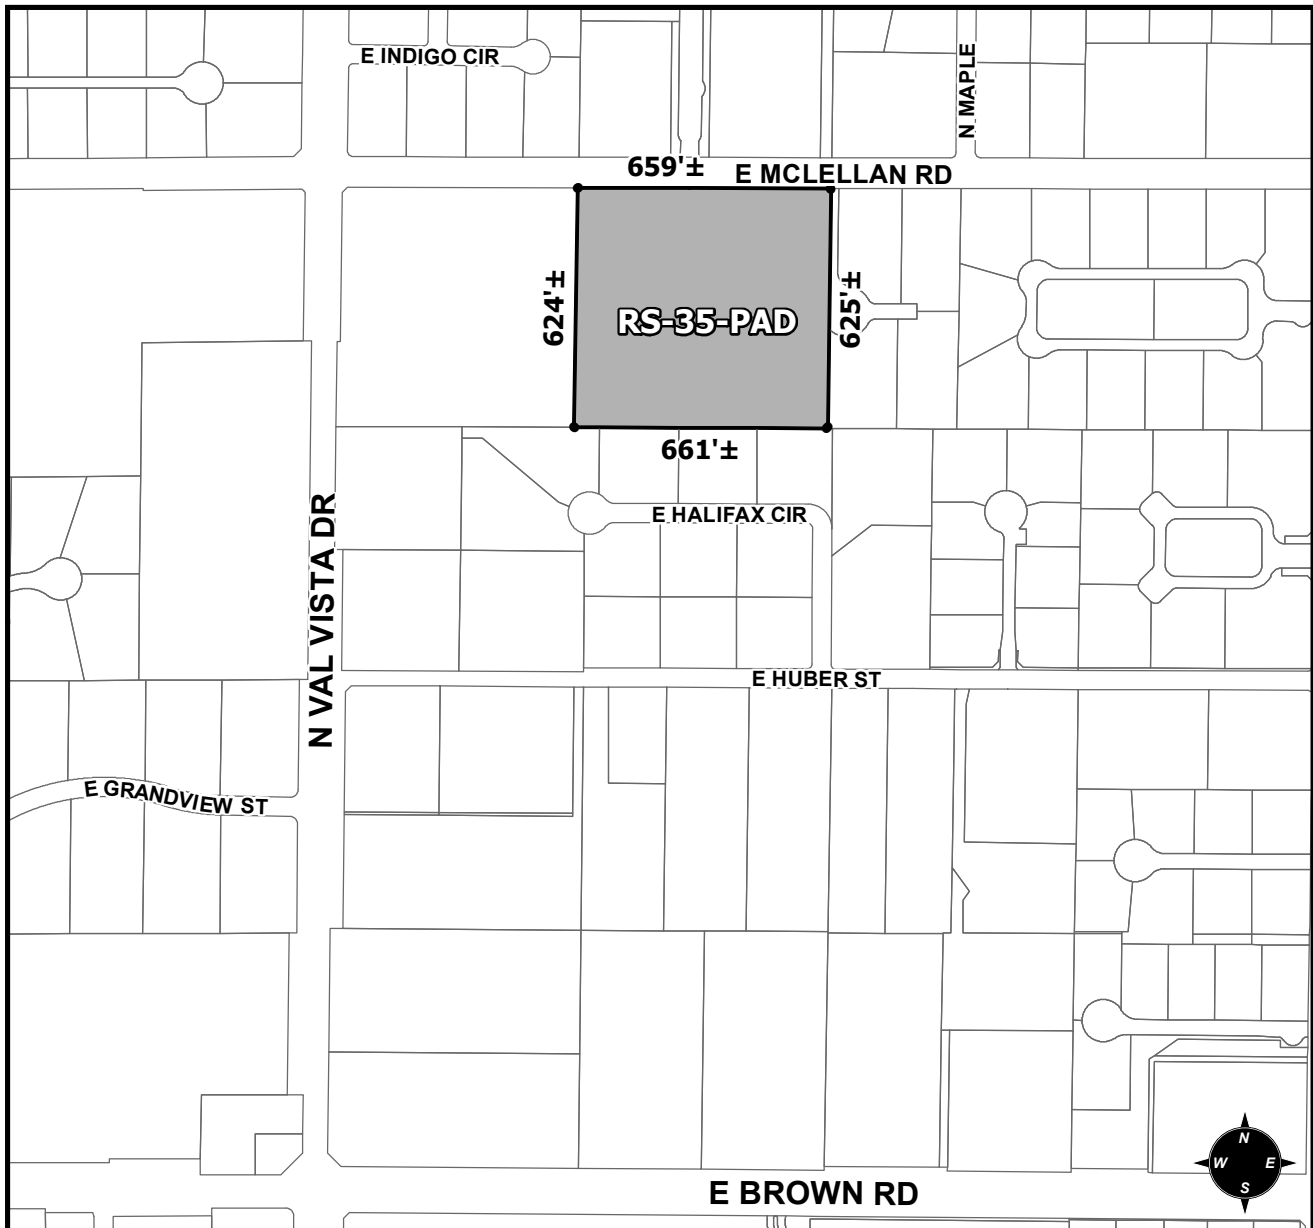 E INDIGO CIR
N MAPLE
659'±
E MCLELLAN RD
624'±
RS-35-PAD
625'±
661'±
N VAL VISTA DR
E HALIFAX CIR
E HUBER ST
E GRANDVIEW ST
N
W E
S
E BROWN RD